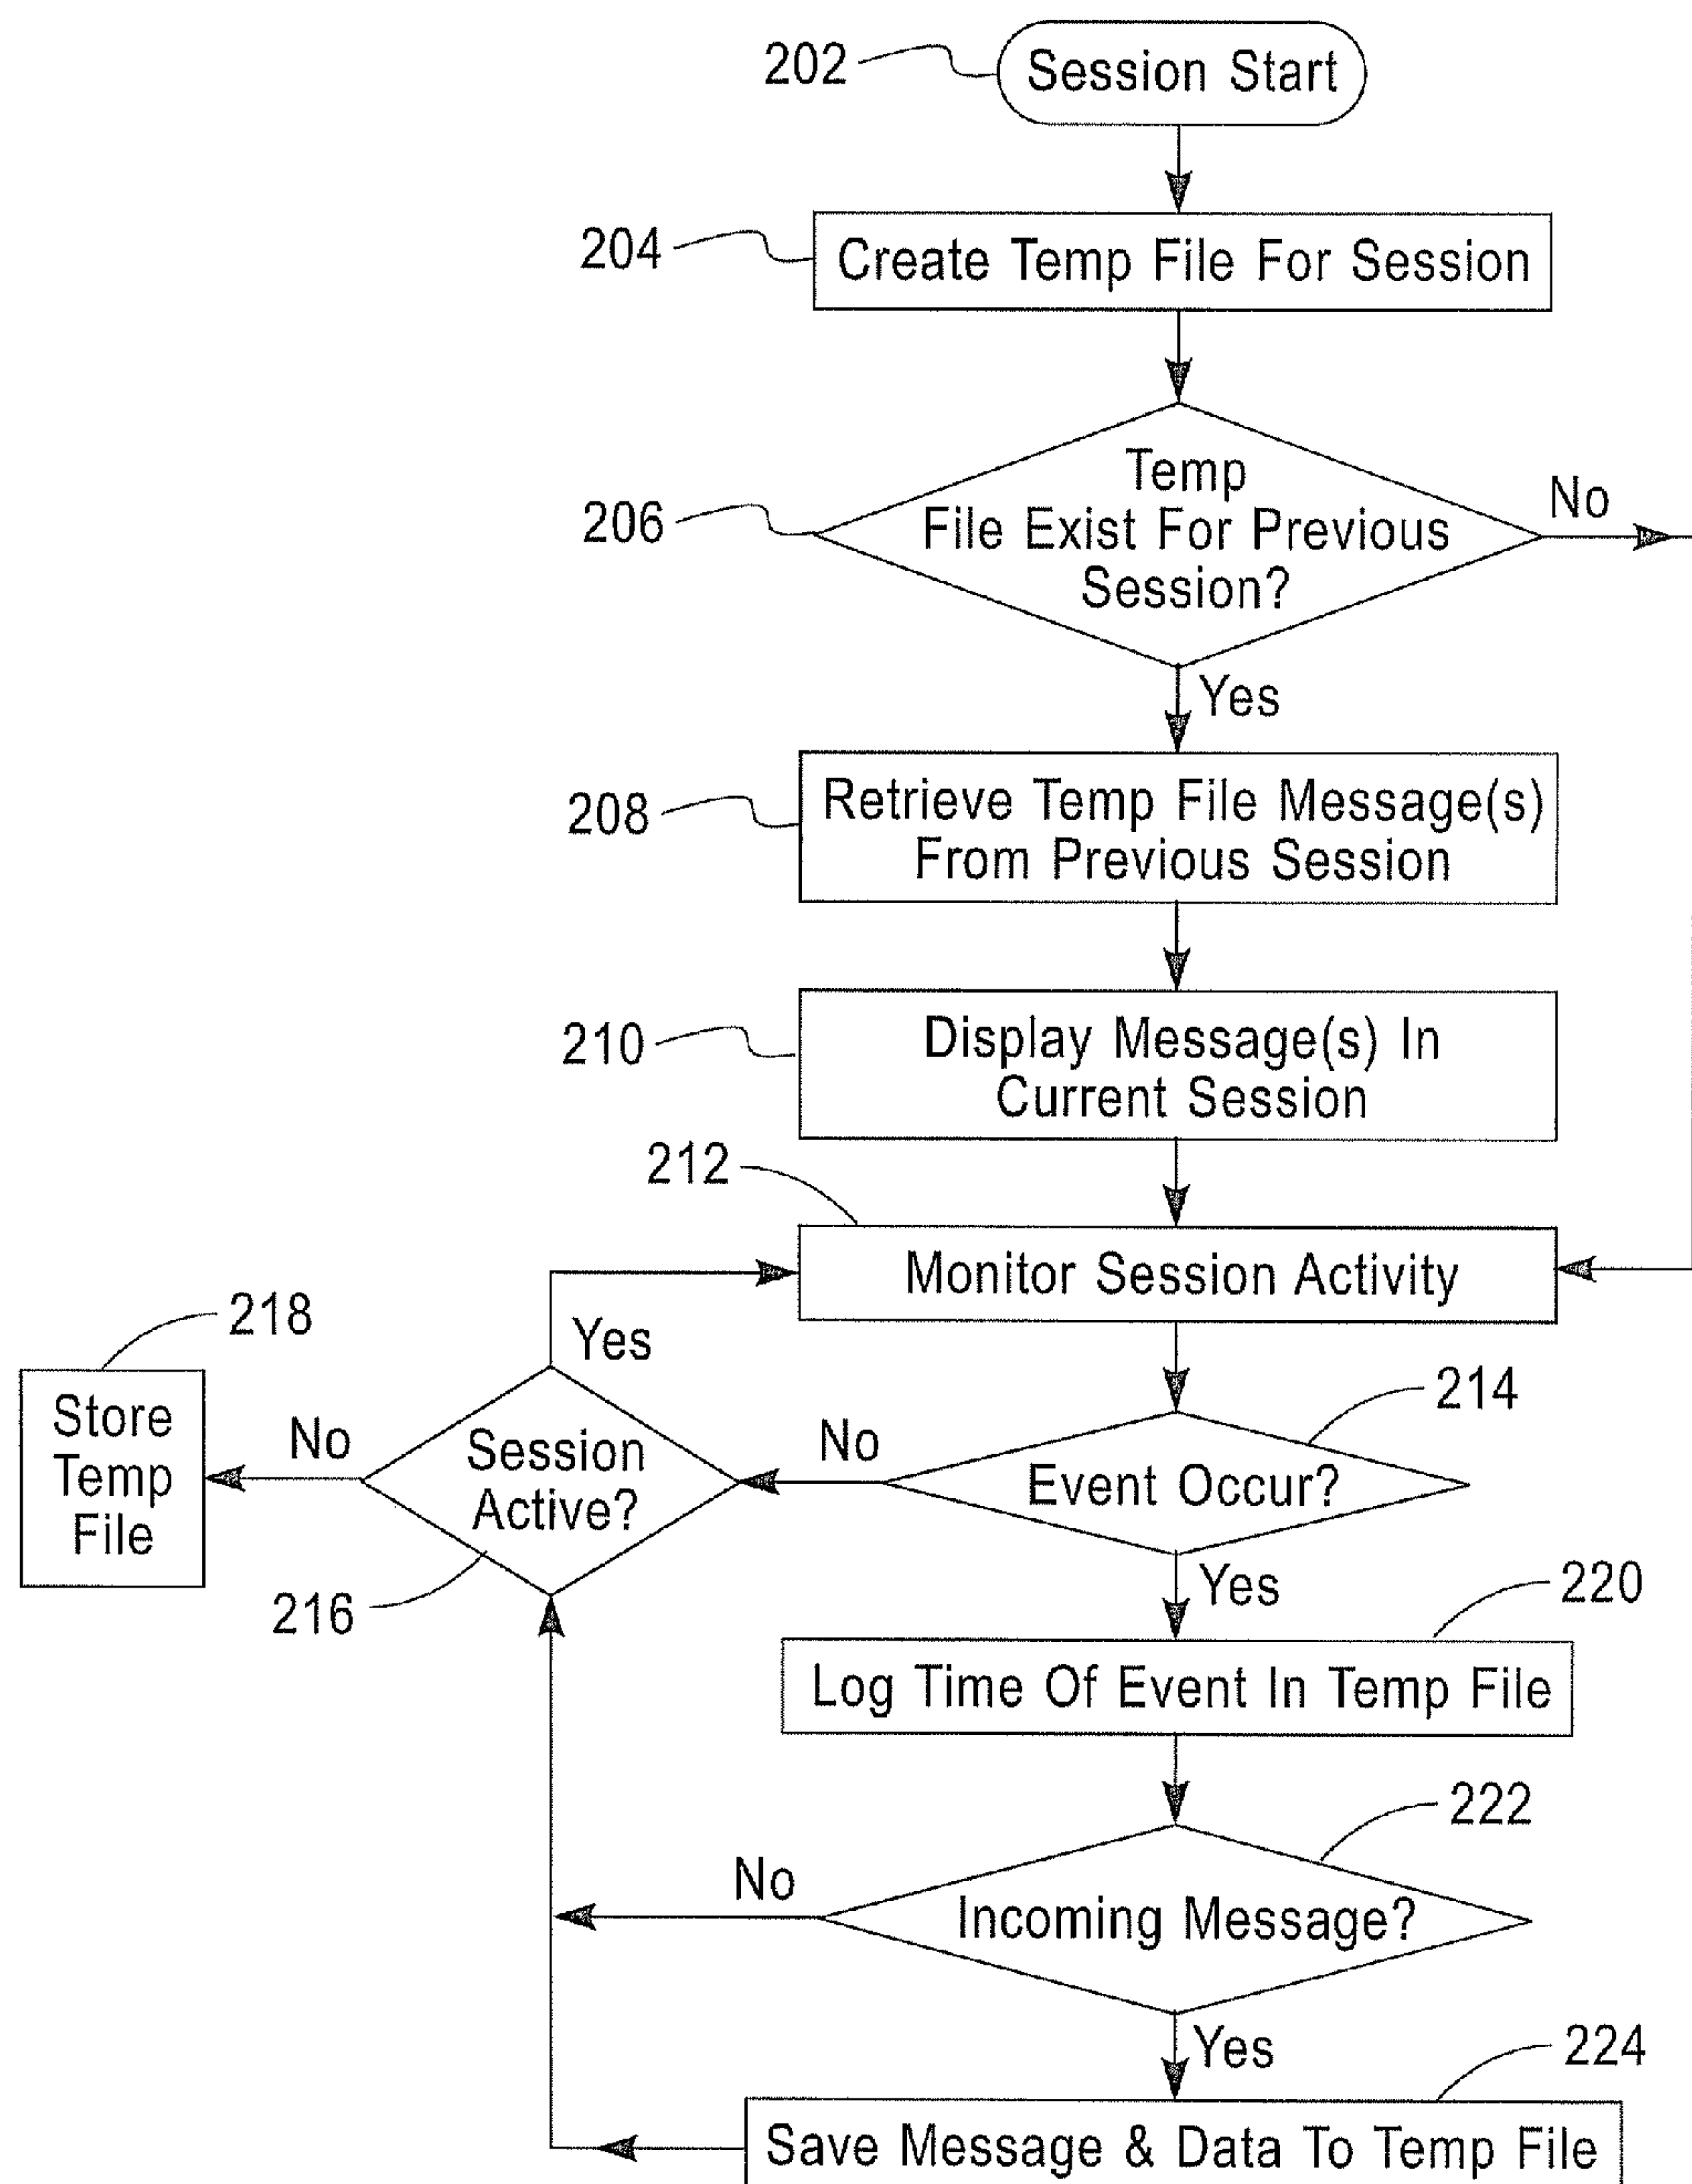 202
Session Start
204
Create Temp File For Session
206
Temp
File Exist For Previous
Session?
No
Yes
208
Retrieve Temp File Message(s)
From Previous Session
210
Display Message(s) In
Current Session
212
Monitor Session Activity
218
Store
Temp
File
No
Yes
Session
Active?
216
No
214
Event Occur?
Yes
220
Log Time Of Event In Temp File
222
No
Incoming Message?
Yes
224
Save Message & Data To Temp File